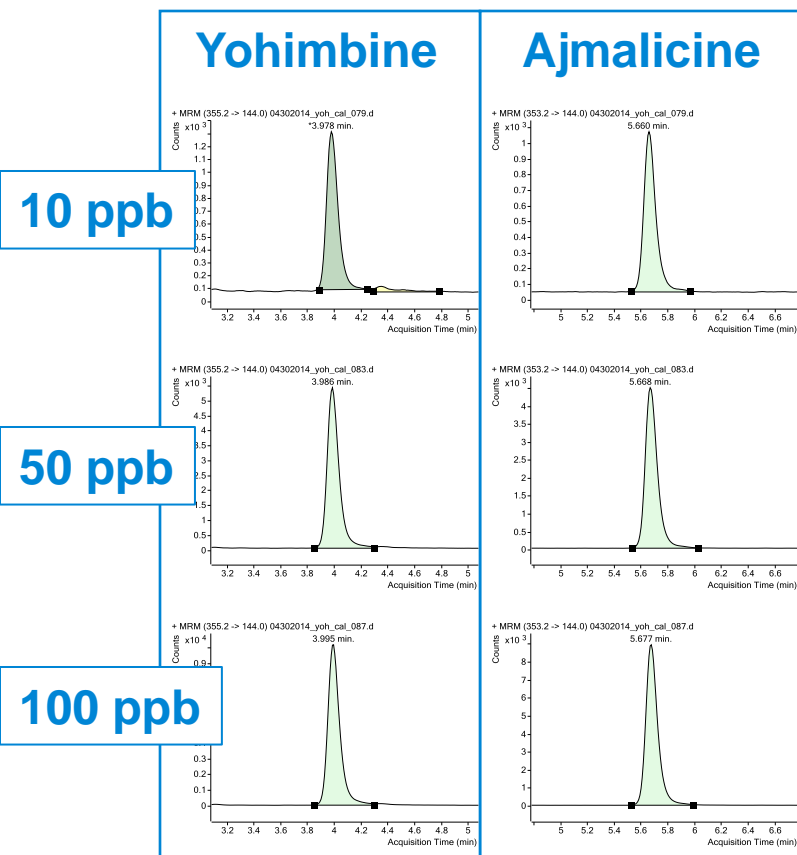 Yohimbine
Ajmalicine
10 ppb
+ MRM (355.2 -> 144.0) 04302014_yoh_cal_079.d
Counts
x10 3
*3.978 min.
1.2
1.1
1
0.3
0.2
0.1
0
3.2 3.4 3.6 3.8 4 4.2 4.4 4.6 4.8 5
Acquisition Time (min)
+ MRM (353.2 -> 144.0) 04302014_yoh_cal_079.d
Counts
x10 3
5.660 min.
1
0.9
0.8
0.7
0.6
0.5
0.4
0.3
0.2
0.1
0
5 5.2 5.4 5.6 5.8 6 6.2 6.4 6.6
Acquisition Time (min)
50 ppb
+ MRM (355.2 -> 144.0) 04302014_yoh_cal_083.d
Counts
x10 3
3.986 min.
5
4.5
4
0.5
0
3.2 3.4 3.6 3.8 4 4.2 4.4 4.6 4.8 5
Acquisition Time (min)
+ MRM (353.2 -> 144.0) 04302014_yoh_cal_083.d
Counts
x10 3
5.668 min.
4
3.5
3
2.5
2
1.5
1
0.5
0
5 5.2 5.4 5.6 5.8 6 6.2 6.4 6.6
Acquisition Time (min)
100 ppb
+ MRM (355.2 -> 144.0) 04302014_yoh_cal_087.d
Counts
x10 4
3.995 min.
0.9
0.3
0.2
0.1
0
3.2 3.4 3.6 3.8 4 4.2 4.4 4.6 4.8 5
Acquisition Time (min)
+ MRM (353.2 -> 144.0) 04302014_yoh_cal_087.d
Counts
x10 3
5.677 min.
8
7
6
5
4
3
2
1
0
5 5.2 5.4 5.6 5.8 6 6.2 6.4 6.6
Acquisition Time (min)